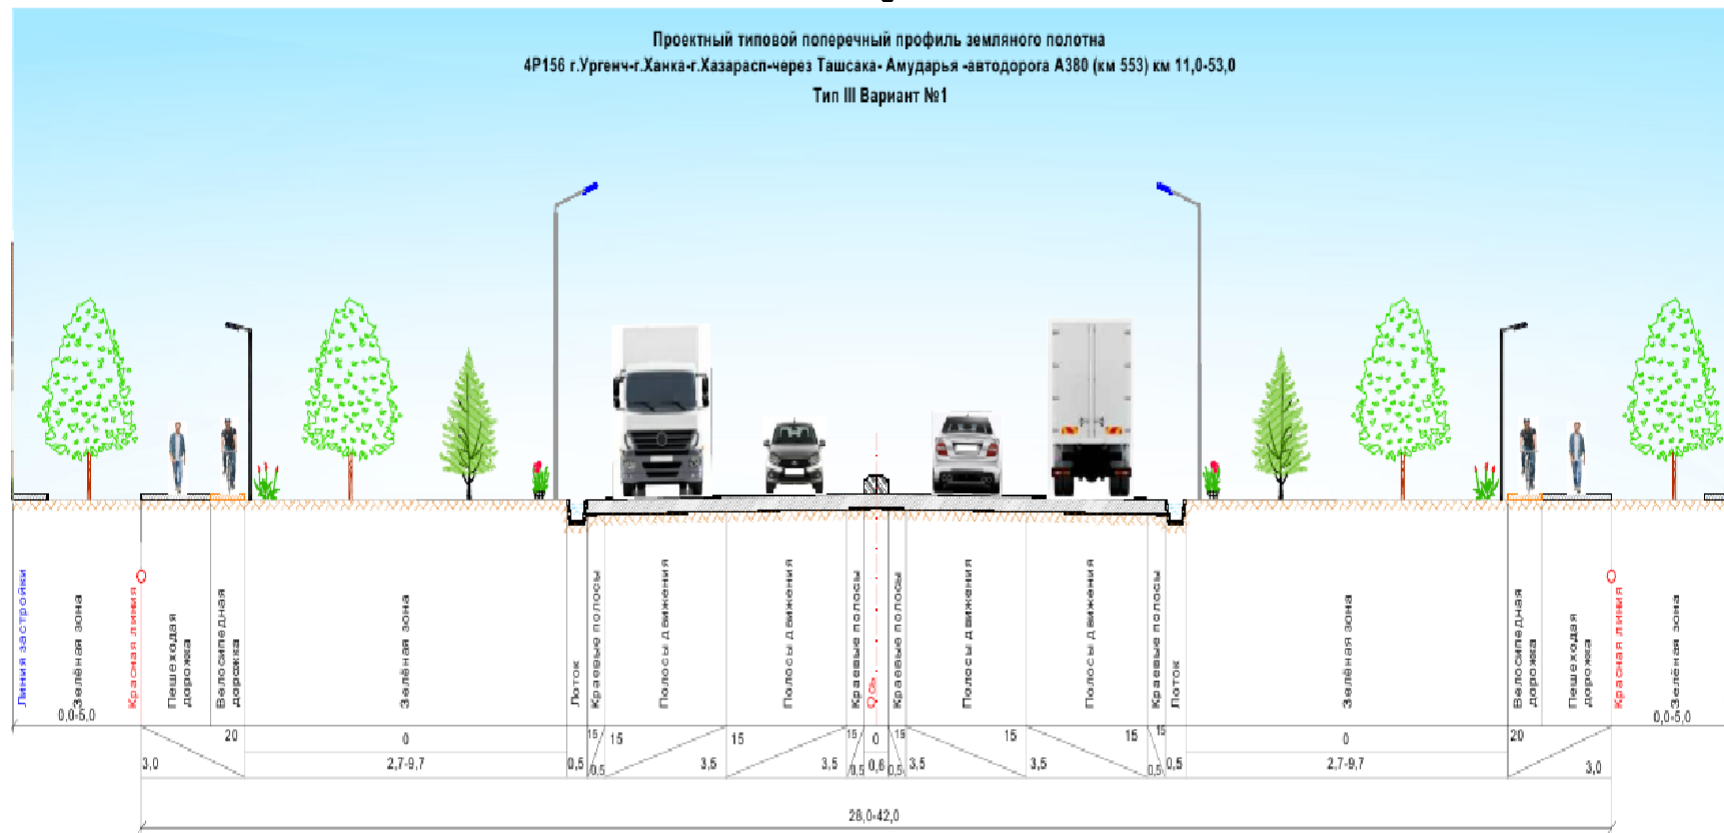 Проектный типовой поперечный профиль земляного полотна
4Р156 г.Ургенч-г.Ханка-г.Хазарасп-через Ташсака- Амударья -автодорога А380 (км 553) км 11,0-53,0
Тип III Вариант №1
Линия застройки
Зелёная зона
Красная линия
Пешеходая
дорожка
Велосипедная
дорожка
Зелёная зона
Лоток
Краевые полосы
Полосы движения
Полосы движения
Краевые полосы
Ось
Краевые полосы
Полосы движения
Полосы движения
Краевые полосы
Лоток
Зелёная зона
Велосипедная
дорожка
Пешеходая
дорожка
Красная линия
Зелёная зона
0,0-5,0
0,0-5,0
20
0
15
15
15
15
0
15
15
15
15
0
20
3,0
2,7-9,7
0,5
0,5
3,5
3,5
0,5
0,6
0,5
3,5
3,5
0,5
0,5
2,7-9,7
3,0
28,0-42,0